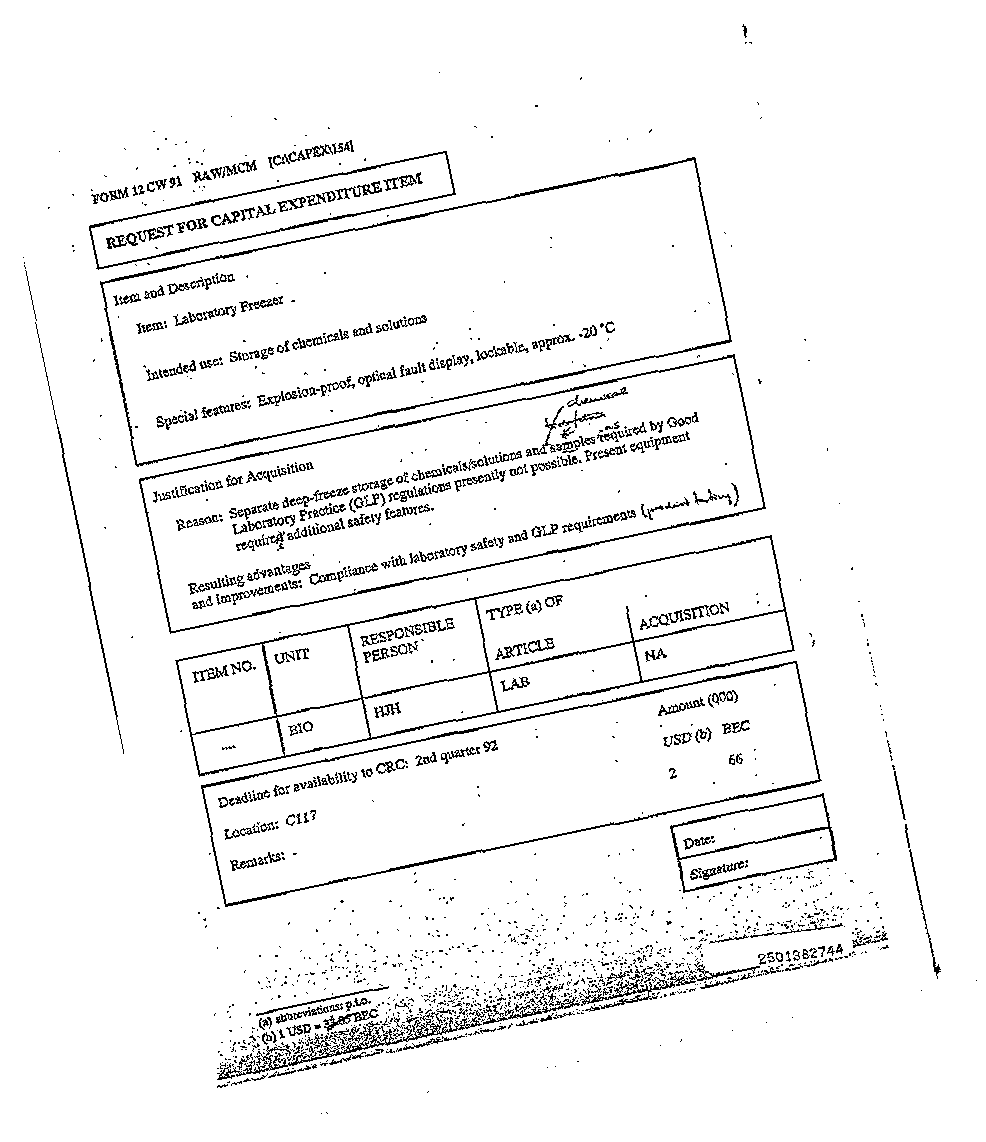 FORM 12 CW 91 RAW/MCM [C:\CAPEX\154]
REQUEST FOR CAPITAL EXPENDITURE ITEM
Item and Description
Item: Laboratory Freezer
Intended use: Storage of chemicals and solutions
Special features: Explosion-proof, optical fault display, lockable, approx. -20 °C
chemical
Justification for Acquisition
Reason: Separate deep-freeze storage of chemicals/solutions and samples required by Good
Laboratory Practice (GLP) regulations presently not possible. Present equipment
required additional safety features.
Resulting advantages
and Improvements: Compliance with laboratory safety and GLP requirements (product testing)
ITEM NO. UNIT RESPONSIBLE PERSON TYPE (a) OF ARTICLE ACQUISITION
---- BIO HJH LAB NA
Deadline for availability to CRC: 2nd quarter 92
Amount (000)
USD (b) BEC
2 66
Location: C117
Remarks: -
Date:
Signature:
2501882744
(a) abbreviations: p.t.o.
(b) 1 USD = BEC